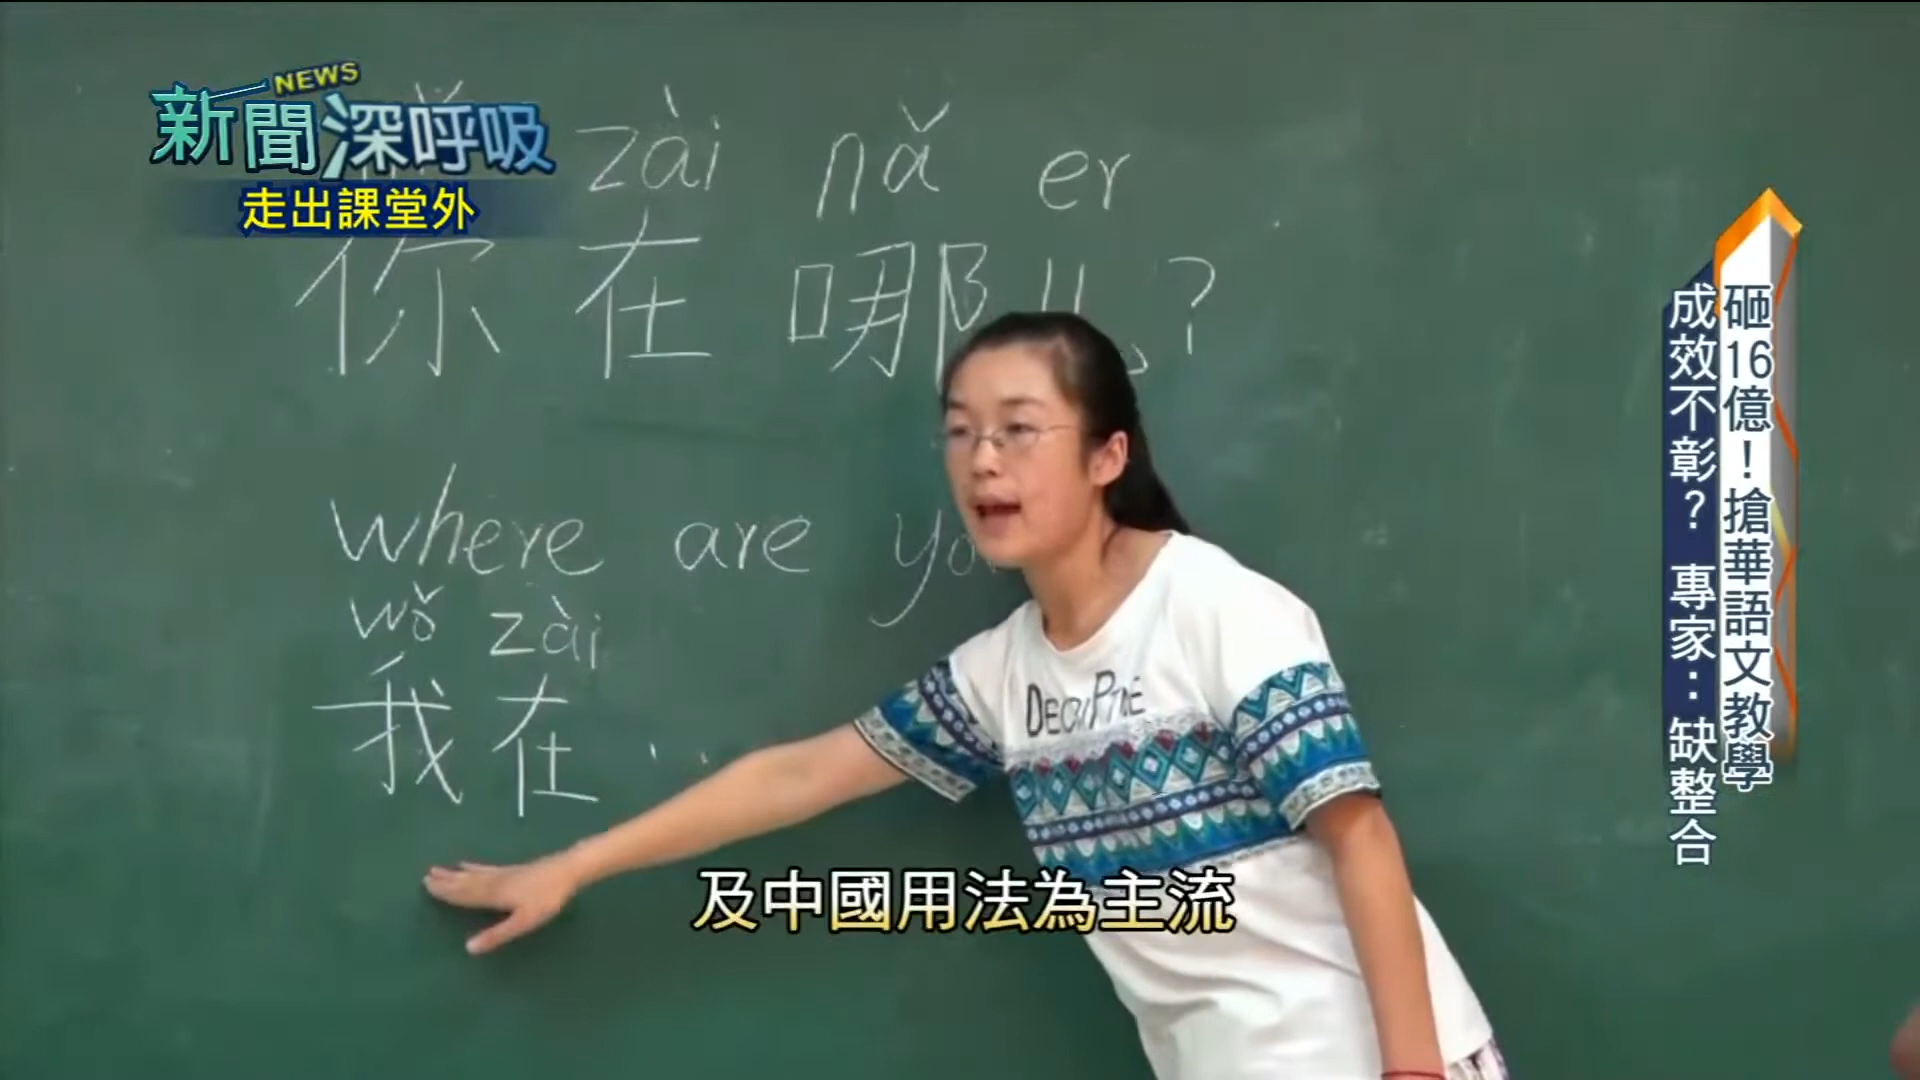 NEWS
新聞深呼吸
走出課堂外
zài nǎ er
你在哪儿?
where are yo
wǒ zài
我在..
砸16億!搶華語文教學
成效不彰? 專家:缺整合
及中國用法為主流